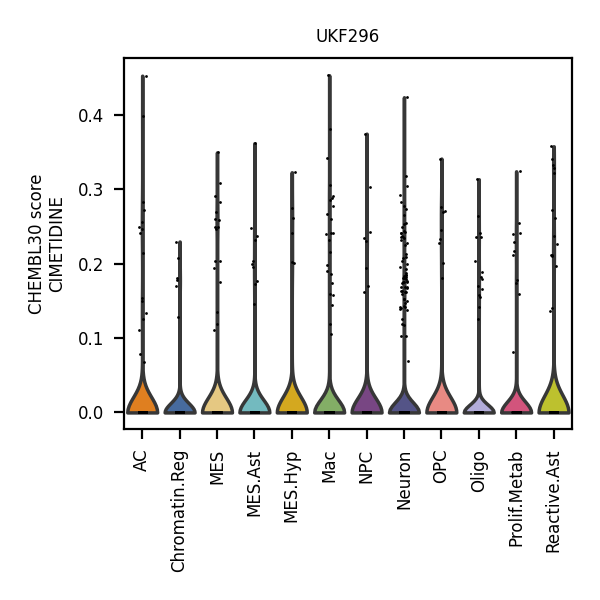 UKF296
CHEMBL30 score
CIMETIDINE
0.4
0.3
0.2
0.1
0.0
AC
Chromatin.Reg
MES
MES.Ast
MES.Hyp
Mac
NPC
Neuron
OPC
Oligo
Prolif.Metab
Reactive.Ast